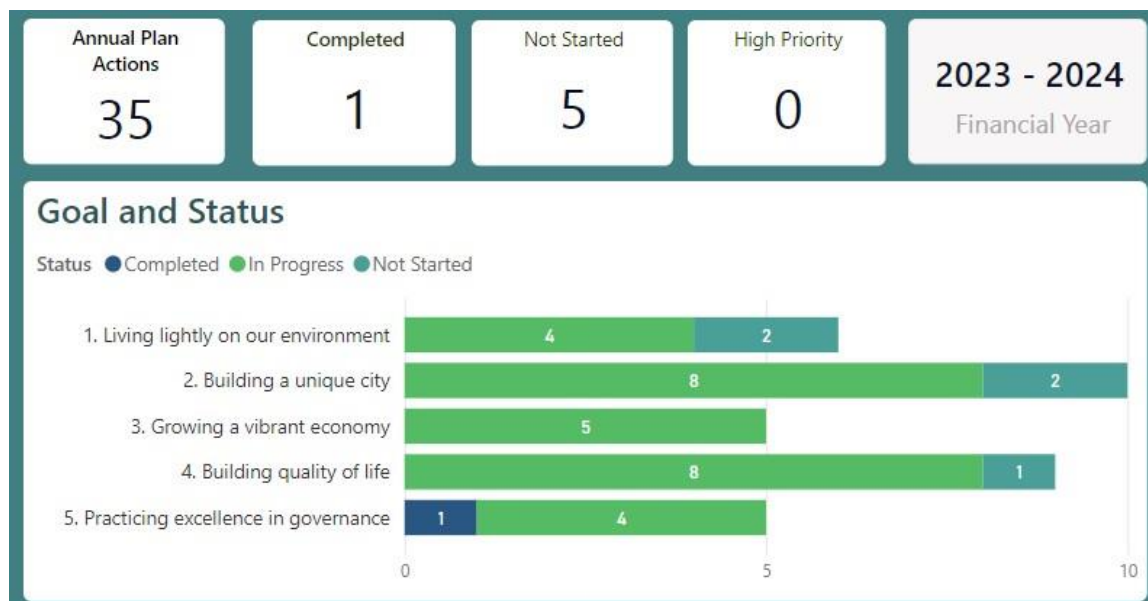 Annual Plan
Actions
35
Completed
1
Not Started
5
High Priority
0
2023 - 2024
Financial Year
Goal and Status
Status Completed In Progress Not Started
1. Living lightly on our environment 4 2
2. Building a unique city 8 2
3. Growing a vibrant economy 5
4. Building quality of life 8 1
5. Practicing excellence in governance 1 4
0 5 10